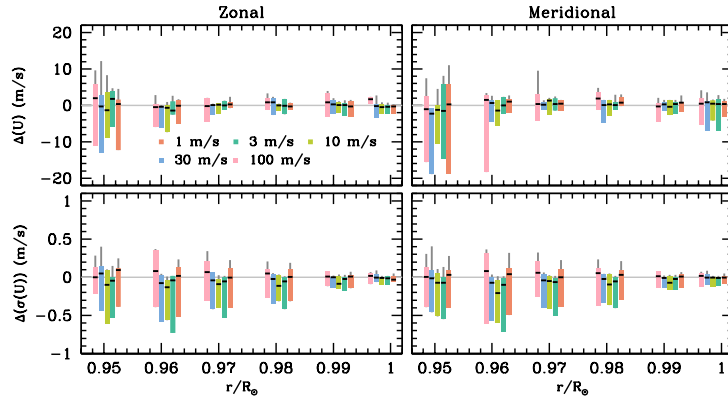 Zonal Meridional
20
10
0
−10
−20
Δ⟨U⟩ (m/s)
1 m/s 3 m/s 10 m/s
30 m/s 100 m/s
1
0.5
0
−0.5
−1
Δ⟨σ(U)⟩ (m/s)
0.95 0.96 0.97 0.98 0.99 1 0.95 0.96 0.97 0.98 0.99 1
r/R⊙ r/R⊙